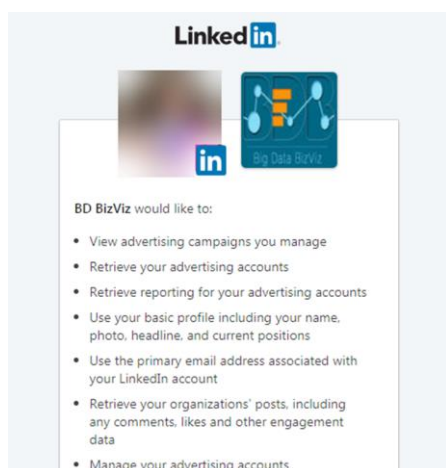 Linked in
in
Big Data BizViz
BD BizViz would like to:
• View advertising campaigns you manage
• Retrieve your advertising accounts
• Retrieve reporting for your advertising accounts
• Use your basic profile including your name,
photo, headline, and current positions
• Use the primary email address associated with
your LinkedIn account
• Retrieve your organizations' posts, including
any comments, likes and other engagement
data
• Manage your advertising accounts